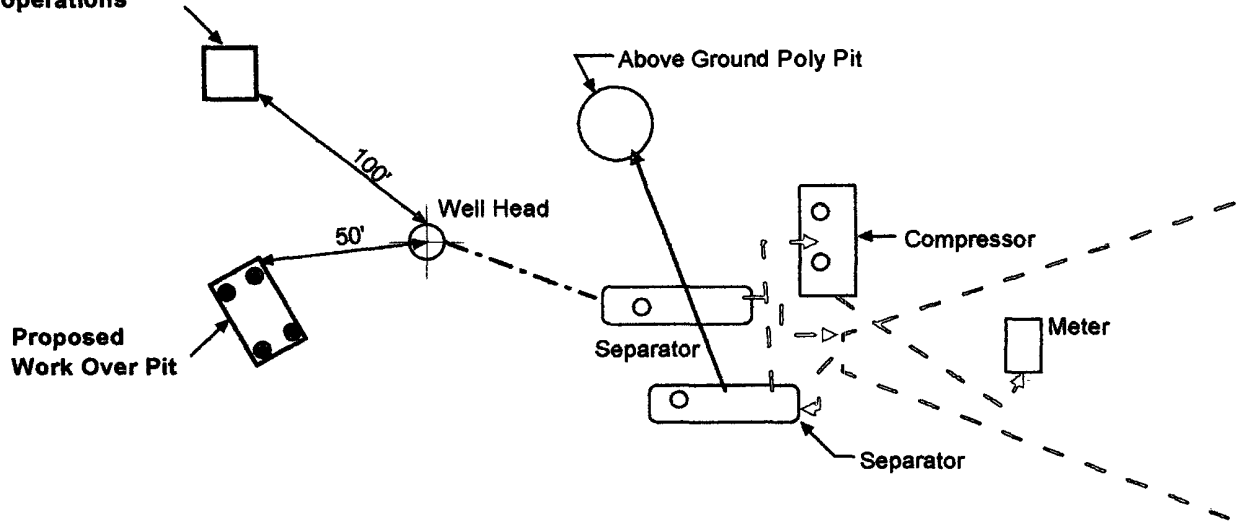 operations
Above Ground Poly Pit
100'
Well Head
50'
Compressor
Proposed
Work Over Pit
Separator
Meter
Separator